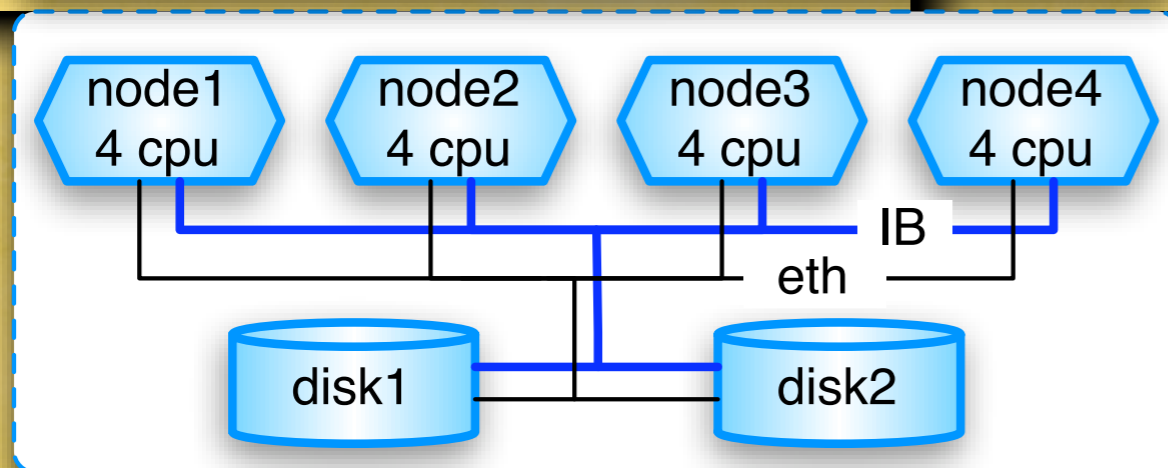 node1
4 cpu
node2
4 cpu
node3
4 cpu
node4
4 cpu
IB
eth
disk1
disk2